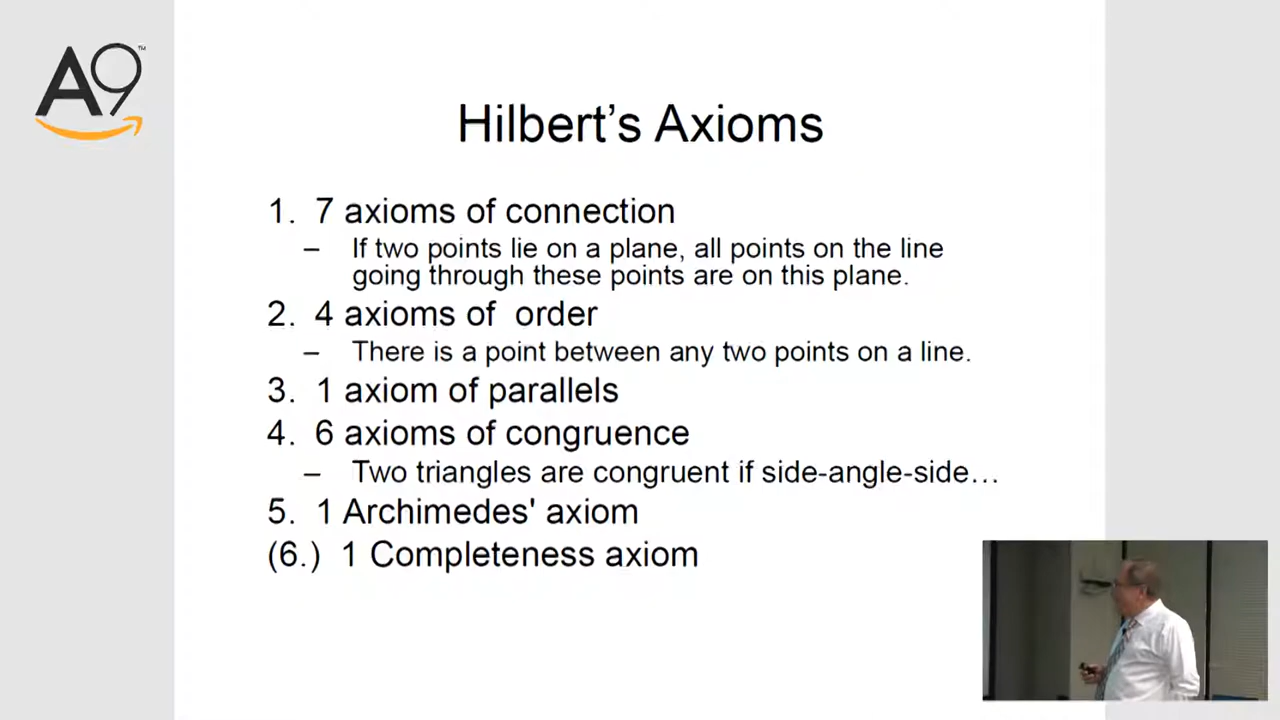 A9™
Hilbert’s Axioms
1. 7 axioms of connection
– If two points lie on a plane, all points on the line
going through these points are on this plane.
2. 4 axioms of order
– There is a point between any two points on a line.
3. 1 axiom of parallels
4. 6 axioms of congruence
– Two triangles are congruent if side-angle-side…
5. 1 Archimedes' axiom
(6.) 1 Completeness axiom